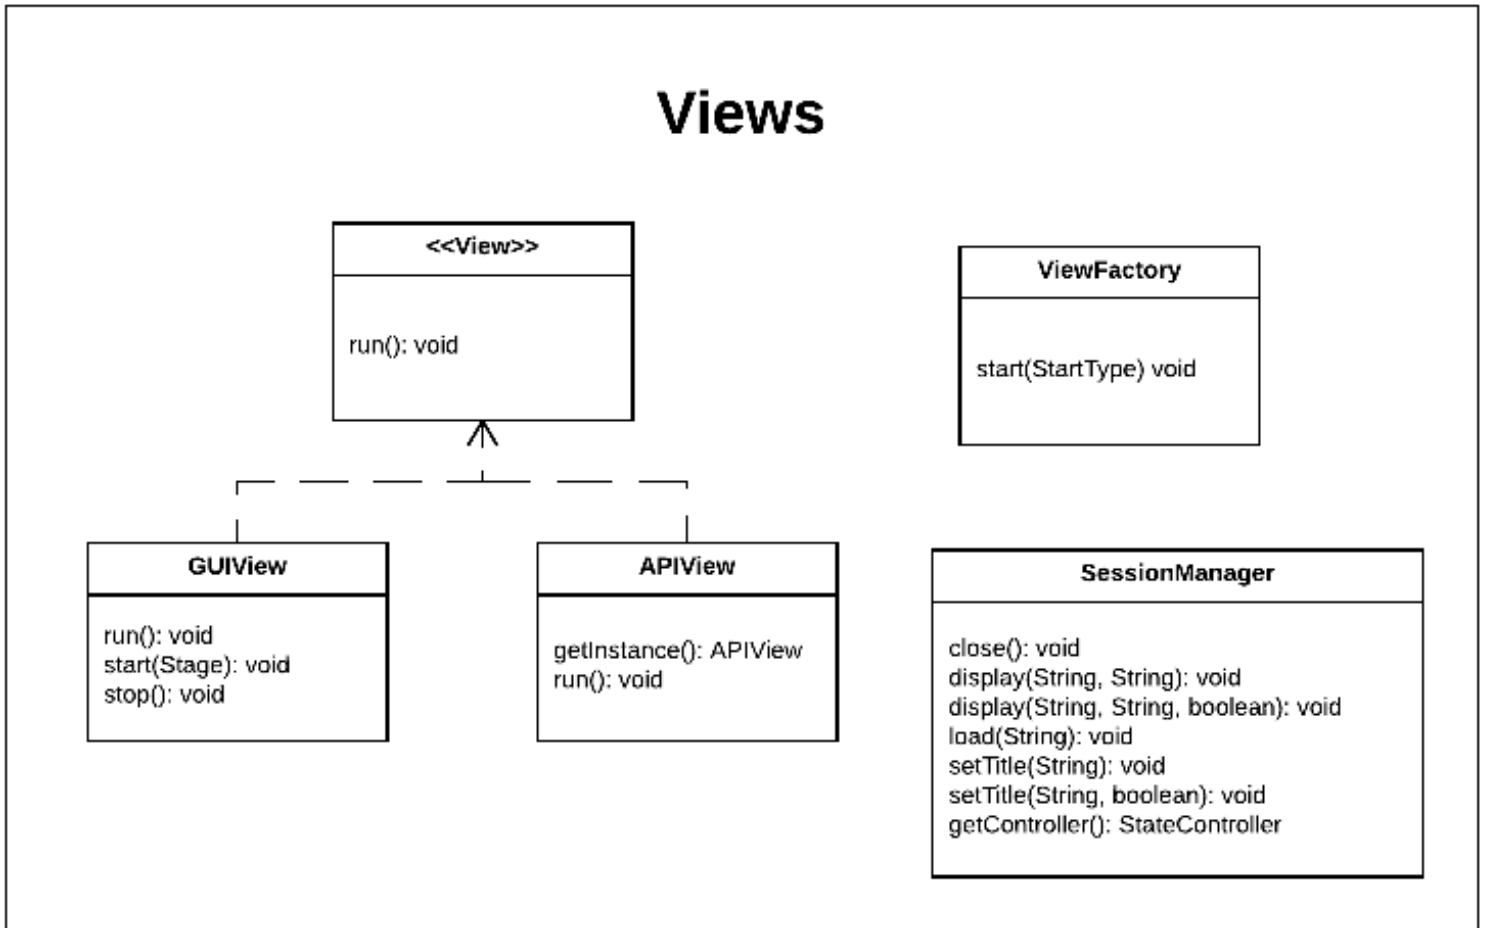 Views
<<View>>
run(): void
ViewFactory
start(StartType) void
GUIView
run(): void
start(Stage): void
stop(): void
APIView
getInstance(): APIView
run(): void
SessionManager
close(): void
display(String, String): void
display(String, String, boolean): void
load(String): void
setTitle(String): void
setTitle(String, boolean): void
getController(): StateController